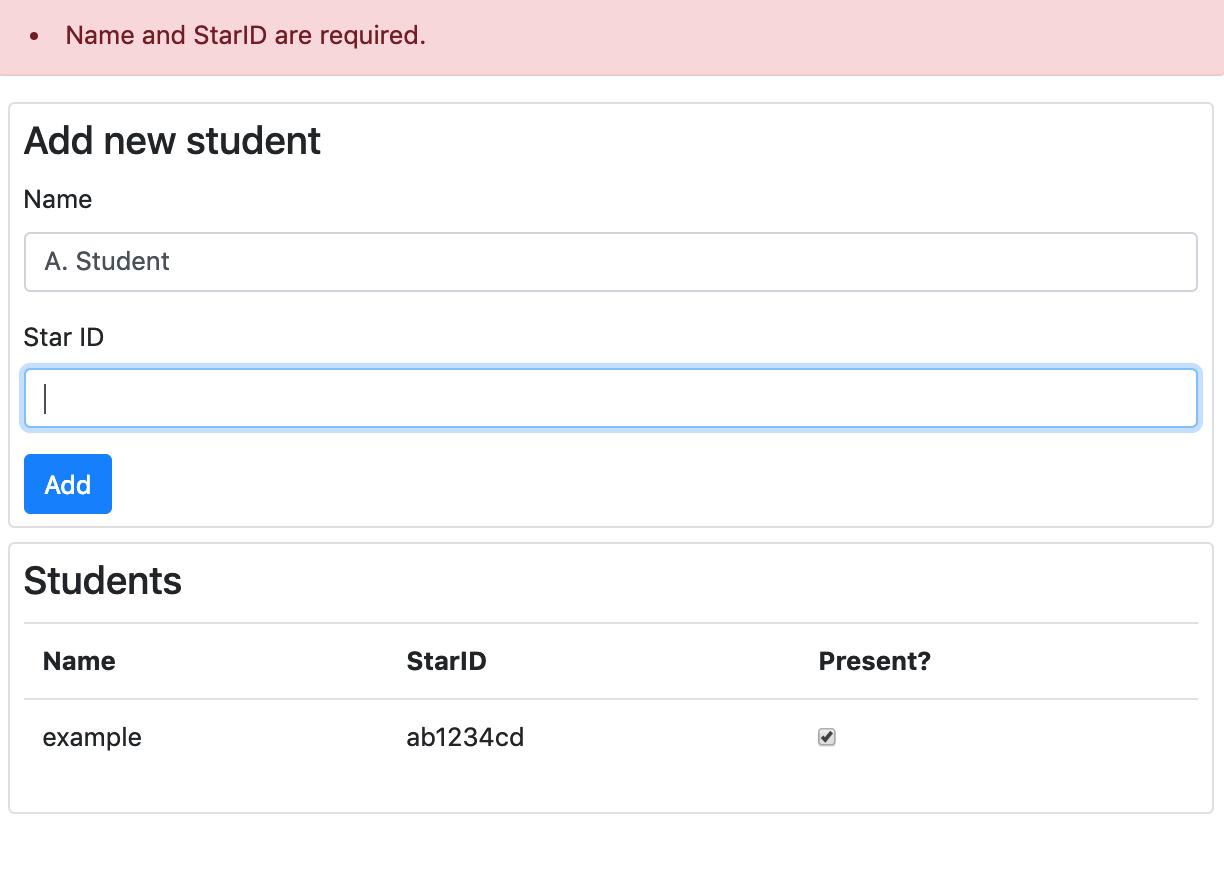 • Name and StarID are required.
Add new student
Name
A. Student
Star ID
Add
Students
Name StarID Present?
example ab1234cd